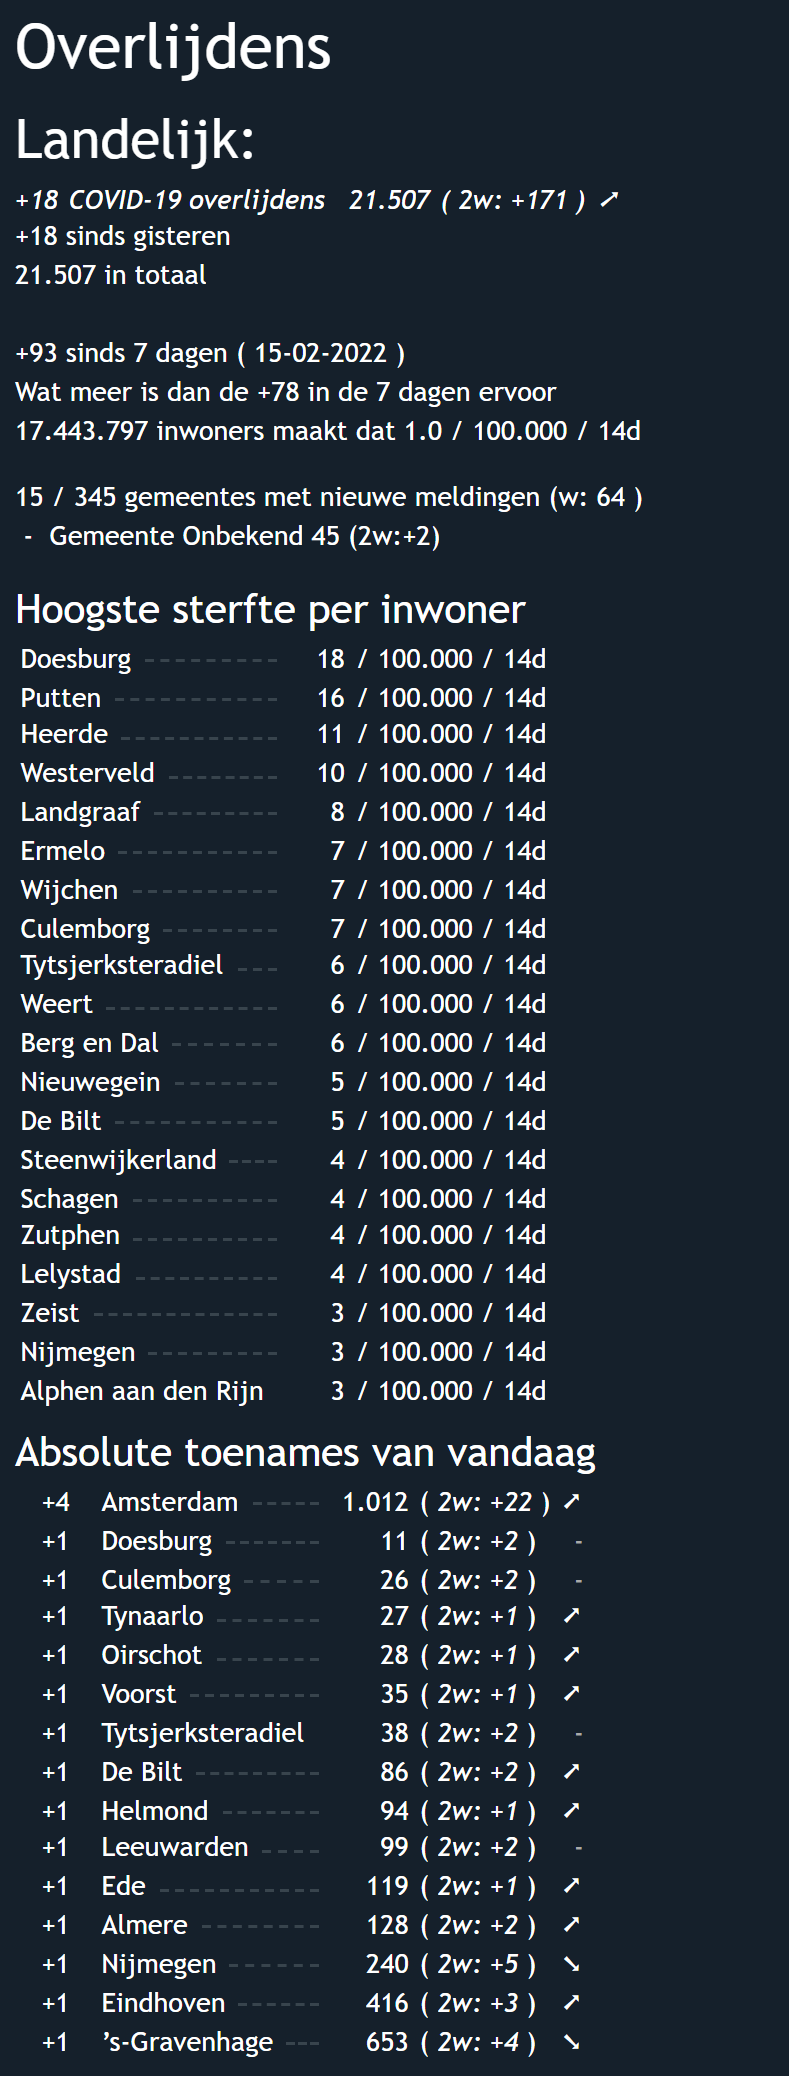 Overlijdens
Landelijk:
+18 COVID-19 overlijdens 21.507 ( 2w: +171 ) ➚
+18 sinds gisteren
21.507 in totaal
+93 sinds 7 dagen ( 15-02-2022 )
Wat meer is dan de +78 in de 7 dagen ervoor
17.443.797 inwoners maakt dat 1.0 / 100.000 / 14d
15 / 345 gemeentes met nieuwe meldingen (w: 64 )
- Gemeente Onbekend 45 (2w:+2)
Hoogste sterfte per inwoner
Doesburg --------- 18 / 100.000 / 14d
Putten ----------- 16 / 100.000 / 14d
Heerde ----------- 11 / 100.000 / 14d
Westerveld ------- 10 / 100.000 / 14d
Landgraaf -------- 8 / 100.000 / 14d
Ermelo ----------- 7 / 100.000 / 14d
Wijchen ---------- 7 / 100.000 / 14d
Culemborg -------- 7 / 100.000 / 14d
Tytsjerksteradiel --- 6 / 100.000 / 14d
Weert ------------ 6 / 100.000 / 14d
Berg en Dal ------- 6 / 100.000 / 14d
Nieuwegein ------- 5 / 100.000 / 14d
De Bilt ----------- 5 / 100.000 / 14d
Steenwijkerland ---- 4 / 100.000 / 14d
Schagen ---------- 4 / 100.000 / 14d
Zutphen ---------- 4 / 100.000 / 14d
Lelystad ---------- 4 / 100.000 / 14d
Zeist ------------- 3 / 100.000 / 14d
Nijmegen --------- 3 / 100.000 / 14d
Alphen aan den Rijn 3 / 100.000 / 14d
Absolute toenames van vandaag
+4 Amsterdam ----- 1.012 ( 2w: +22 ) ➚
+1 Doesburg ------- 11 ( 2w: +2 ) -
+1 Culemborg ----- 26 ( 2w: +2 ) -
+1 Tynaarlo ------- 27 ( 2w: +1 ) ➚
+1 Oirschot ------- 28 ( 2w: +1 ) ➚
+1 Voorst --------- 35 ( 2w: +1 ) ➚
+1 Tytsjerksteradiel 38 ( 2w: +2 ) -
+1 De Bilt --------- 86 ( 2w: +2 ) ➚
+1 Helmond ------- 94 ( 2w: +1 ) ➚
+1 Leeuwarden ---- 99 ( 2w: +2 ) -
+1 Ede ----------- 119 ( 2w: +1 ) ➚
+1 Almere -------- 128 ( 2w: +2 ) ➚
+1 Nijmegen ------ 240 ( 2w: +5 ) ➘
+1 Eindhoven ------ 416 ( 2w: +3 ) ➚
+1 ’s-Gravenhage --- 653 ( 2w: +4 ) ➘